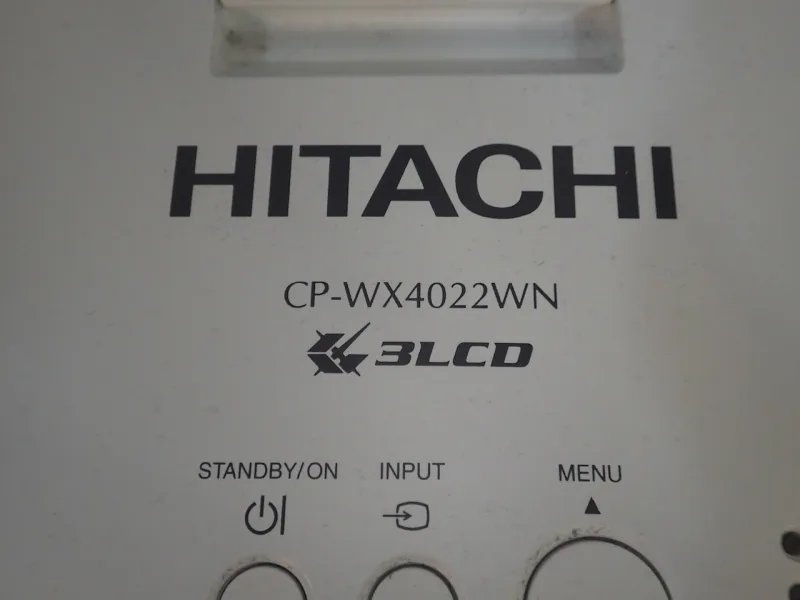 HITACHI
CP-WX4022WN
3LCD
STANDBY/ON INPUT MENU